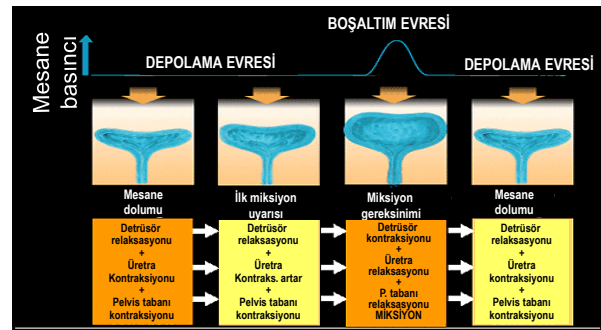 BOŞALTIM EVRESİ
Mesane
basıncı
DEPOLAMA EVRESİ
DEPOLAMA EVRESİ
Mesane
dolumu
İlk miksiyon
uyarısı
Miksiyon
gereksinimi
Mesane
dolumu
Detrüsör
relaksasyonu
+
Üretra
Kontraksiyonu
+
Pelvis tabanı
kontraksiyonu
Detrüsör
relaksasyonu
+
Üretra
Kontraks. artar
+
Pelvis tabanı
kontraksiyonu
Detrüsör
kontraksiyonu
+
Üretra
relaksasyonu
+
P. tabanı
relaksasyonu
MİKSİYON
Detrüsör
relaksasyonu
+
Üretra
kontraksiyonu
+
Pelvis tabanı
kontraksiyonu